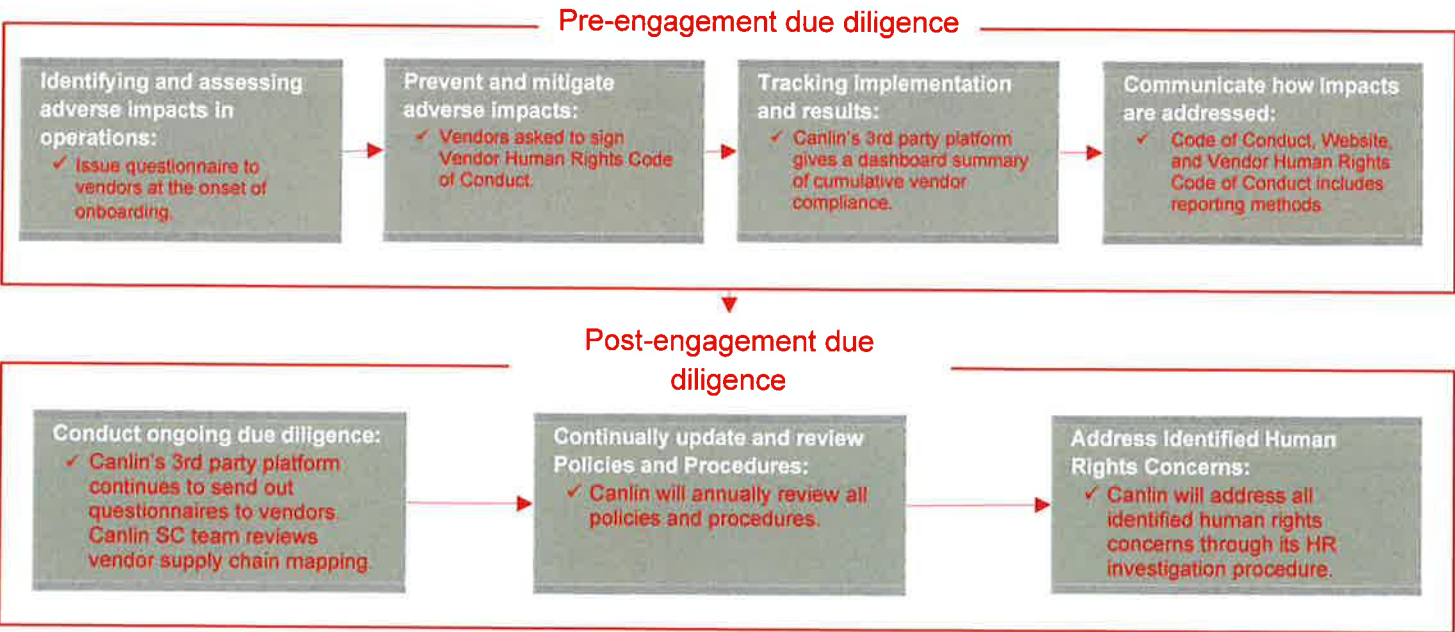 Pre-engagement due diligence
Identifying and assessing
adverse impacts in
operations:
✓ Issue questionnaire to
vendors at the onset of
onboarding.
Prevent and mitigate
adverse impacts:
✓ Vendors asked to sign
Vendor Human Rights Code
of Conduct.
Tracking implementation
and results:
✓ Canlin's 3rd party platform
gives a dashboard summary
of cumulative vendor
compliance.
Communicate how impacts
are addressed:
✓ Code of Conduct, Website,
and Vendor Human Rights
Code of Conduct includes
reporting methods.
Post-engagement due
diligence
Conduct ongoing due diligence:
✓ Canlin's 3rd party platform
continues to send out
questionnaires to vendors.
Canlin SC team reviews
vendor supply chain mapping.
Continually update and review
Policies and Procedures:
✓ Canlin will annually review all
policies and procedures.
Address Identified Human
Rights Concerns:
✓ Canlin will address all
identified human rights
concerns through its HR
investigation procedure.